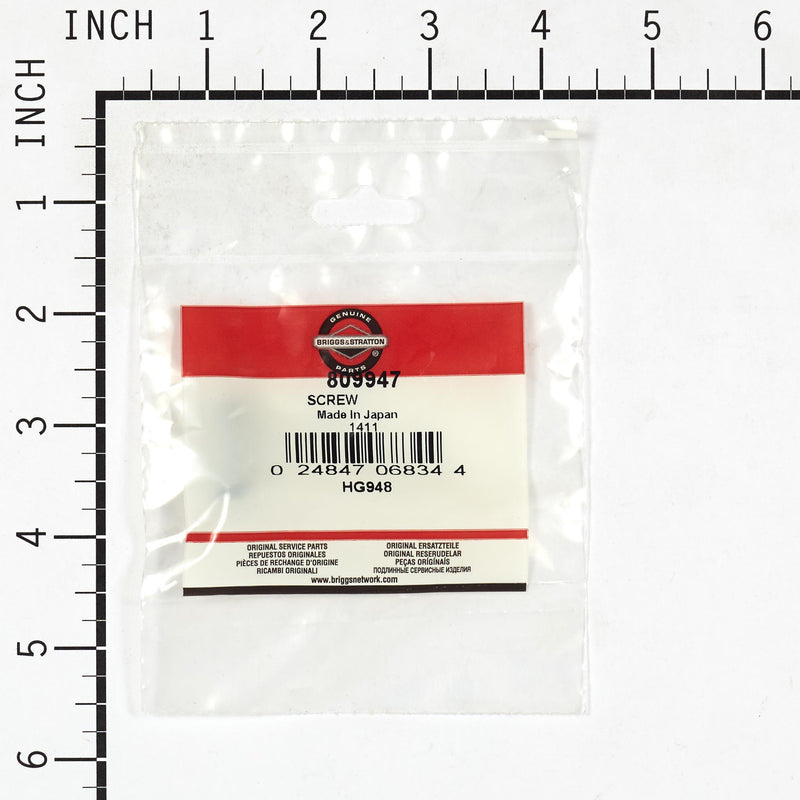 INCH 1 2 3 4 5 6
INCH
1
2
3
4
5
6
GENUINE
BRIGGS&STRATTON
®
PARTS
809947
SCREW
Made In Japan
1411
0 24847 06834 4
HG948
ORIGINAL SERVICE PARTS
REPUESTOS ORIGINALES
PIÈCES DE RECHANGE D'ORIGINE
RICAMBI ORIGINALI
ORIGINAL ERSATZTEILE
ORIGINAL RESERUDELAR
PEÇAS ORIGÍNAIS
ПОДЛИННЫЕ СЕРВИСНЫЕ ИЗДЕЛИЯ
www.briggsnetwork.com